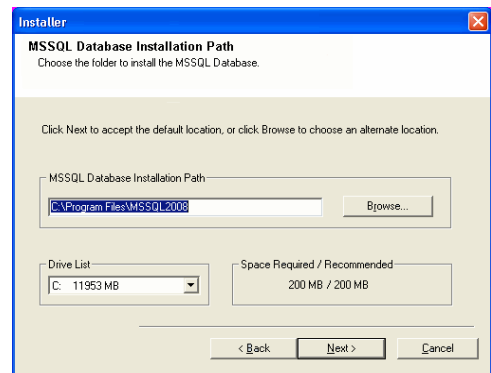 Installer
MSSQL Database Installation Path
Choose the folder to install the MSSQL Database.
Click Next to accept the default location, or click Browse to choose an alternate location.
MSSQL Database Installation Path
C:\Program Files\MSSQL2008
Browse...
Drive List
C: 11953 MB
Space Required / Recommended
200 MB / 200 MB
< Back
Next >
Cancel